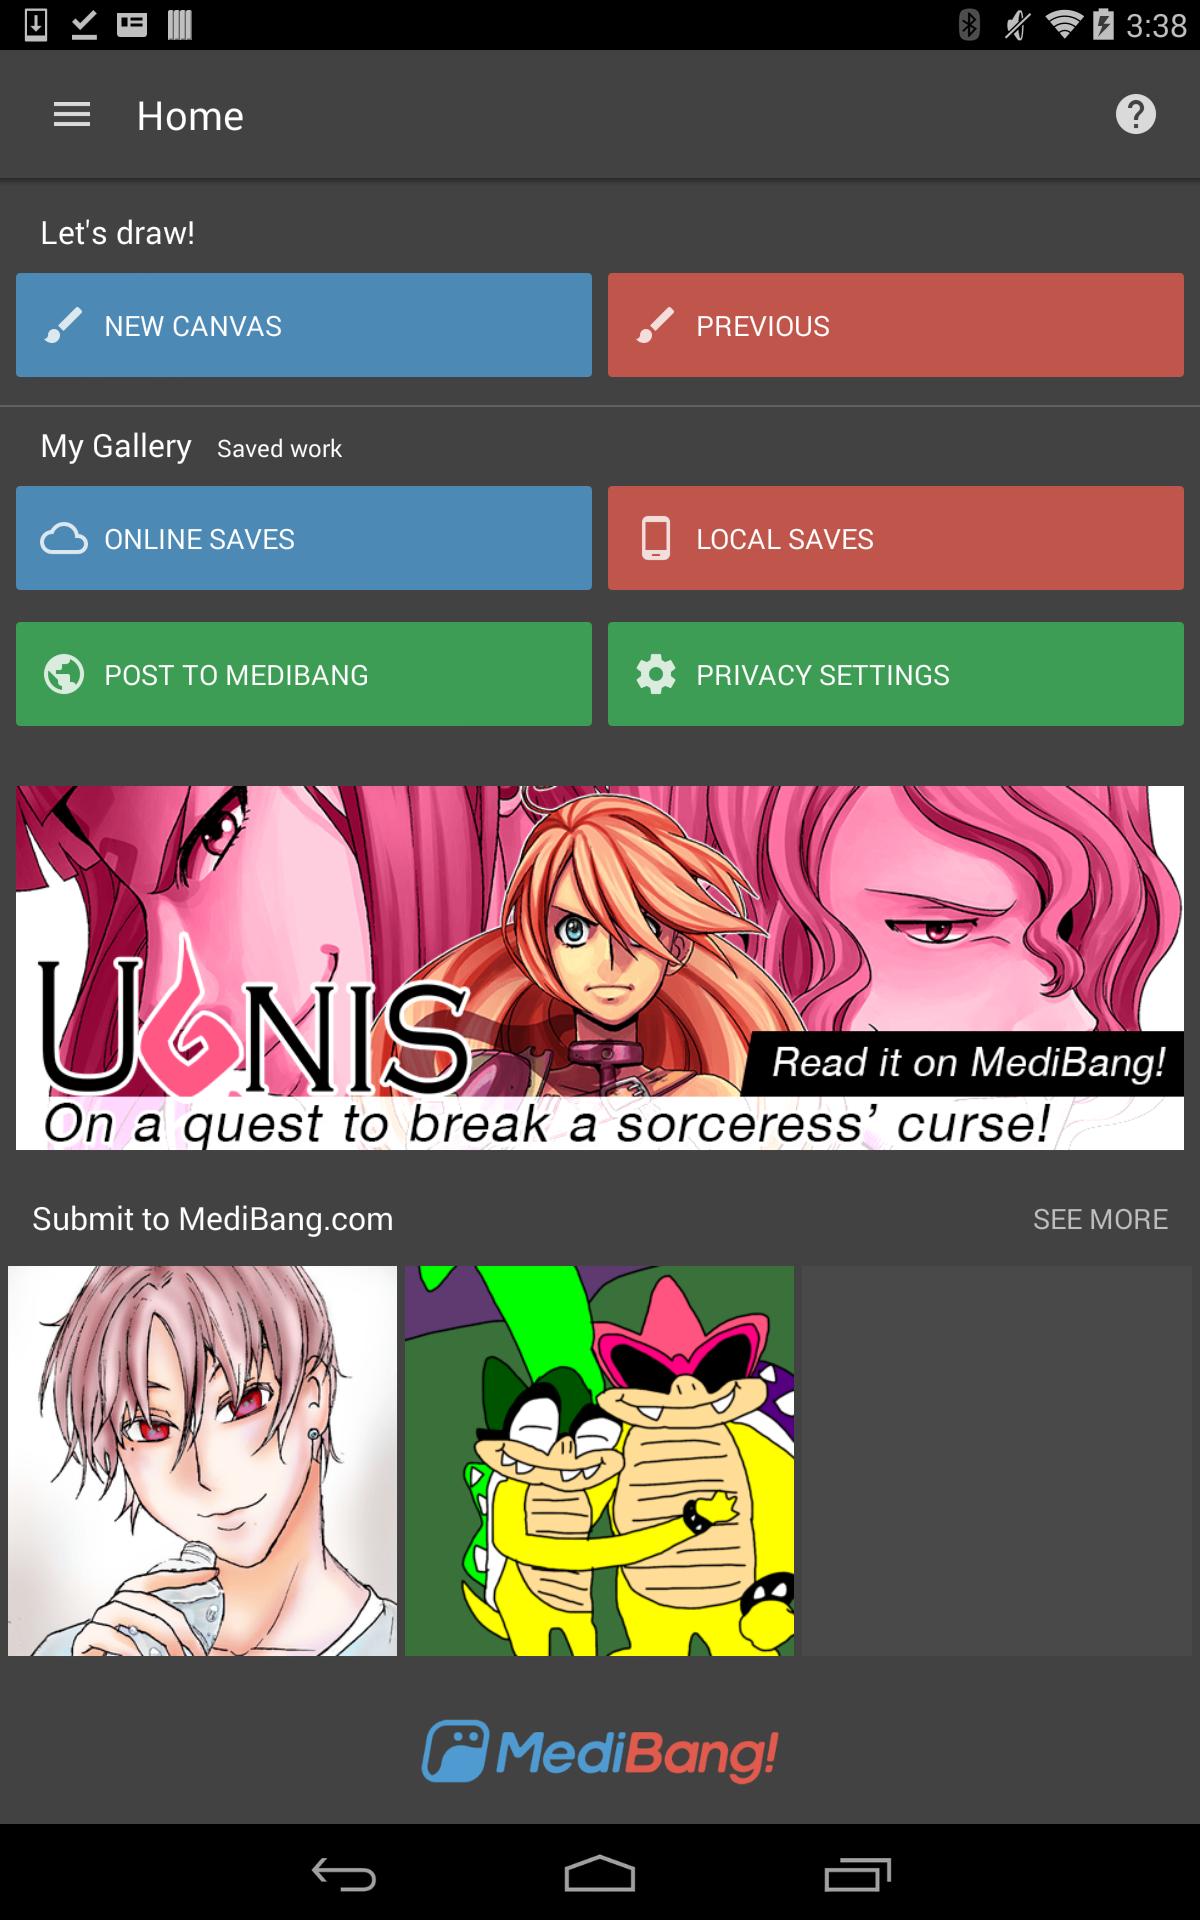 3:38
Home
Let's draw!
NEW CANVAS
PREVIOUS
My Gallery Saved work
ONLINE SAVES
LOCAL SAVES
POST TO MEDIBANG
PRIVACY SETTINGS
UGNIS
Read it on MediBang!
On a quest to break a sorceress’ curse!
Submit to MediBang.com
SEE MORE
MediBang!